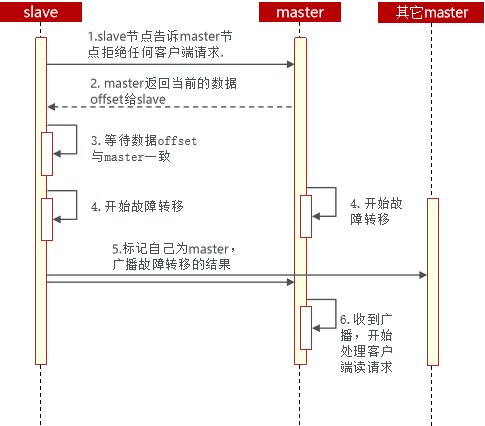 slave
master
其它master
1.slave节点告诉master节
点拒绝任何客户端请求.
2. master返回当前的数据
offset给slave
3. 等待数据offset
与master一致
4. 开始故障转移
4. 开始故
障转移
5.标记自己为master，
广播故障转移的结果
6. 收到广
播，开始
处理客户
端读请求